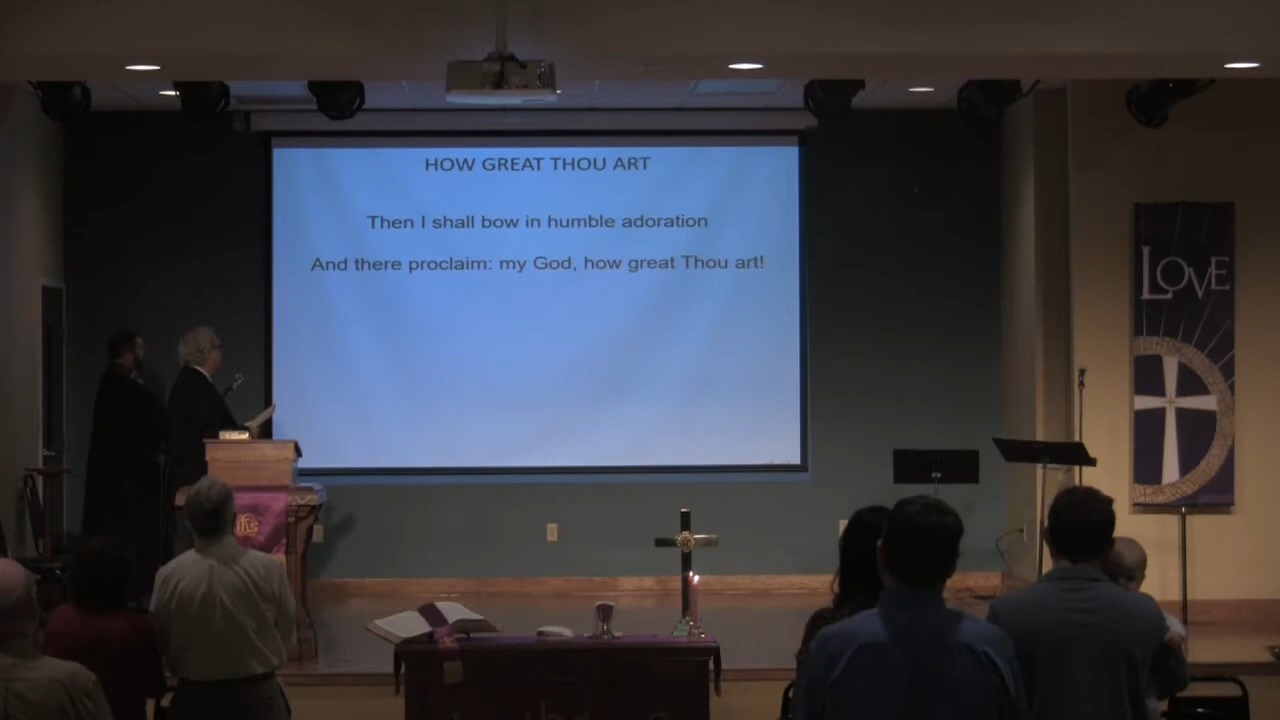 HOW GREAT THOU ART
Then I shall bow in humble adoration
And there proclaim: my God, how great Thou art!
LOVE